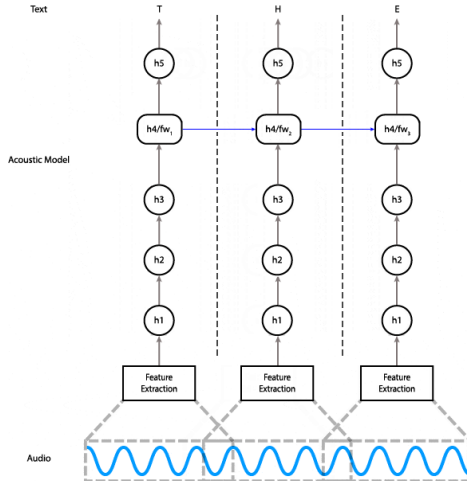 Text T H E
h5 h5 h5
h4/fw1 h4/fw2 h4/fw3
Acoustic Model
h3 h3 h3
h2 h2 h2
h1 h1 h1
Feature Feature Feature
Extraction Extraction Extraction
Audio